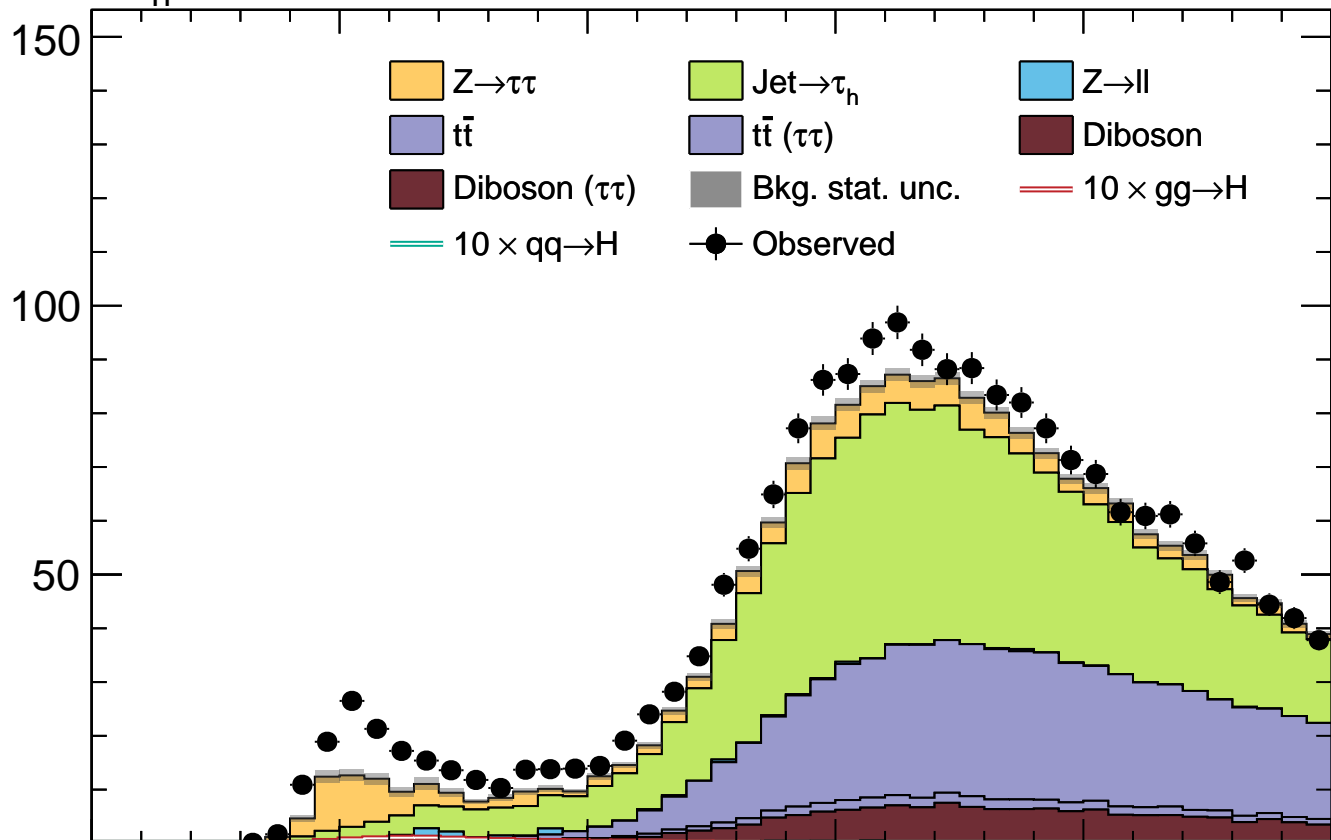 150
Z→ττ Jet→τh Z→ll
tt̄ tt̄ (ττ) Diboson
Diboson (ττ) Bkg. stat. unc. 10 × gg→H
10 × qq→H Observed
100
50